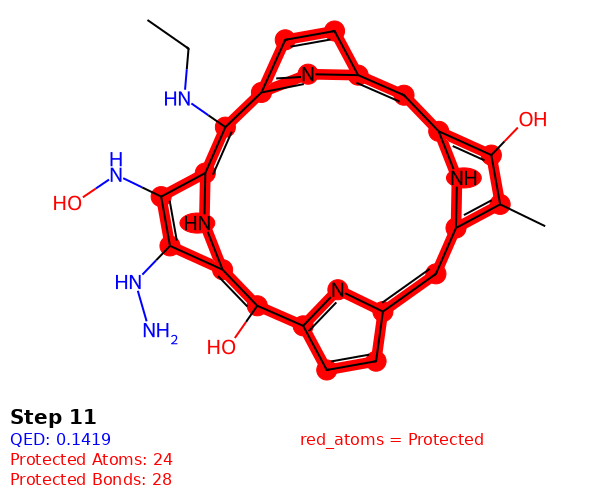 N
OH
HN
H
N
HO
NH
HN
HN
N
NH2
HO
Step 11
QED: 0.1419
red_atoms = Protected
Protected Atoms: 24
Protected Bonds: 28